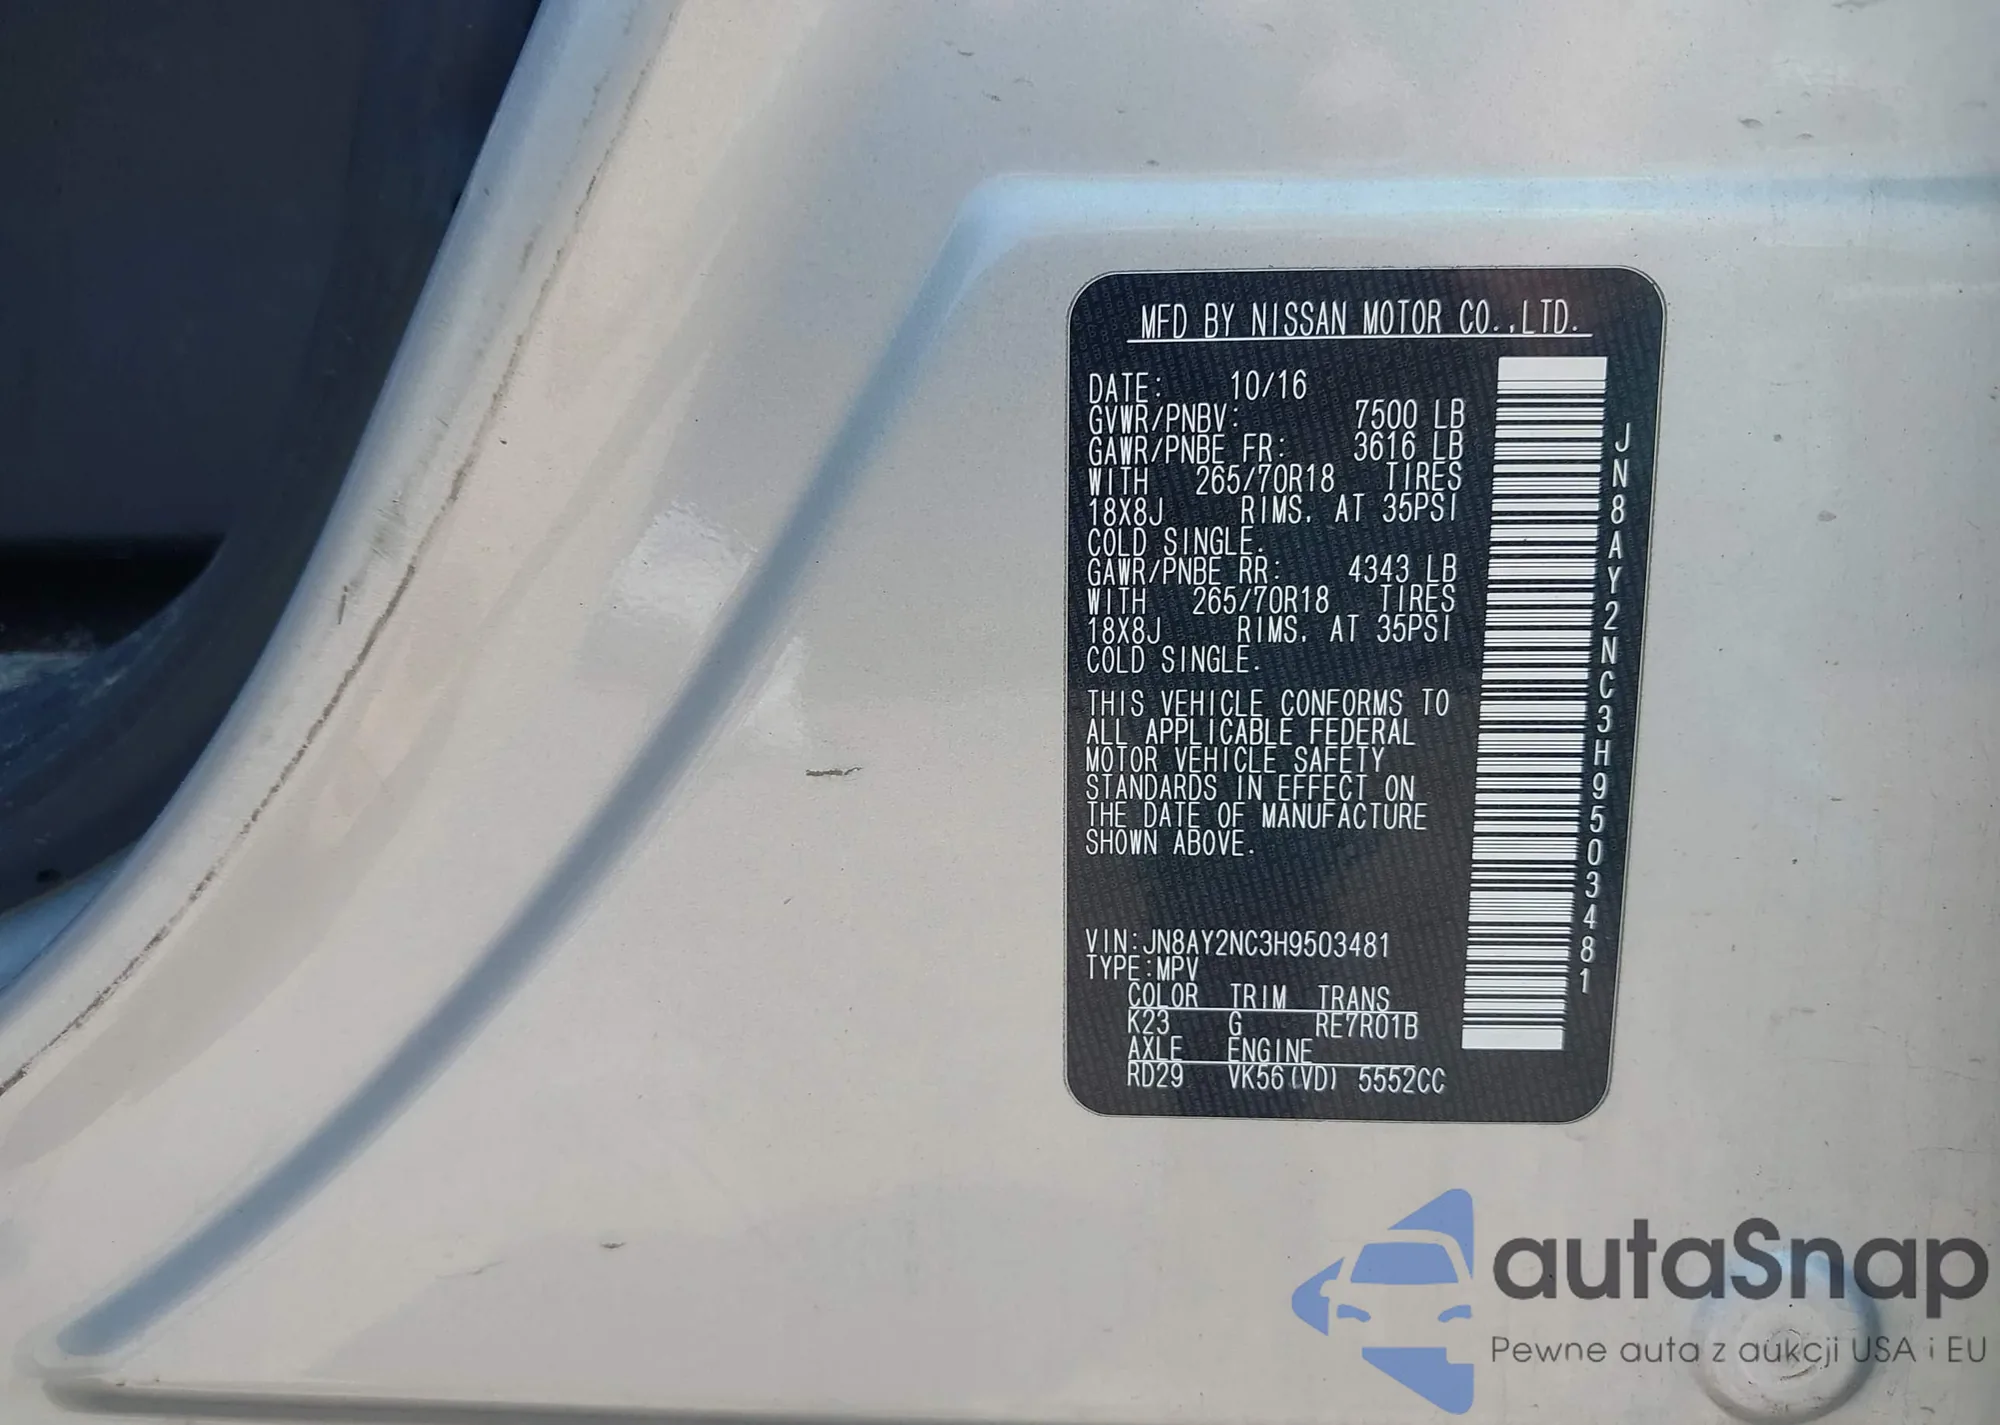 MFD BY NISSAN MOTOR CO.,LTD.
DATE: 10/16
GVWR/PNBV: 7500 LB
GAWR/PNBE FR: 3616 LB
WITH 265/70R18 TIRES
18X8J RIMS. AT 35PSI
COLD SINGLE.
GAWR/PNBE RR: 4343 LB
WITH 265/70R18 TIRES
18X8J RIMS. AT 35PSI
COLD SINGLE.
THIS VEHICLE CONFORMS TO
ALL APPLICABLE FEDERAL
MOTOR VEHICLE SAFETY
STANDARDS IN EFFECT ON
THE DATE OF MANUFACTURE
SHOWN ABOVE.
VIN:JN8AY2NC3H9503481
TYPE:MPV
COLOR TRIM TRANS
K23 G RE7R01B
AXLE ENGINE
RD29 VK56(VD) 5552CC
JN8AY2NC3H9503481
autaSnap
Pewne auta z aukcji USA i EU